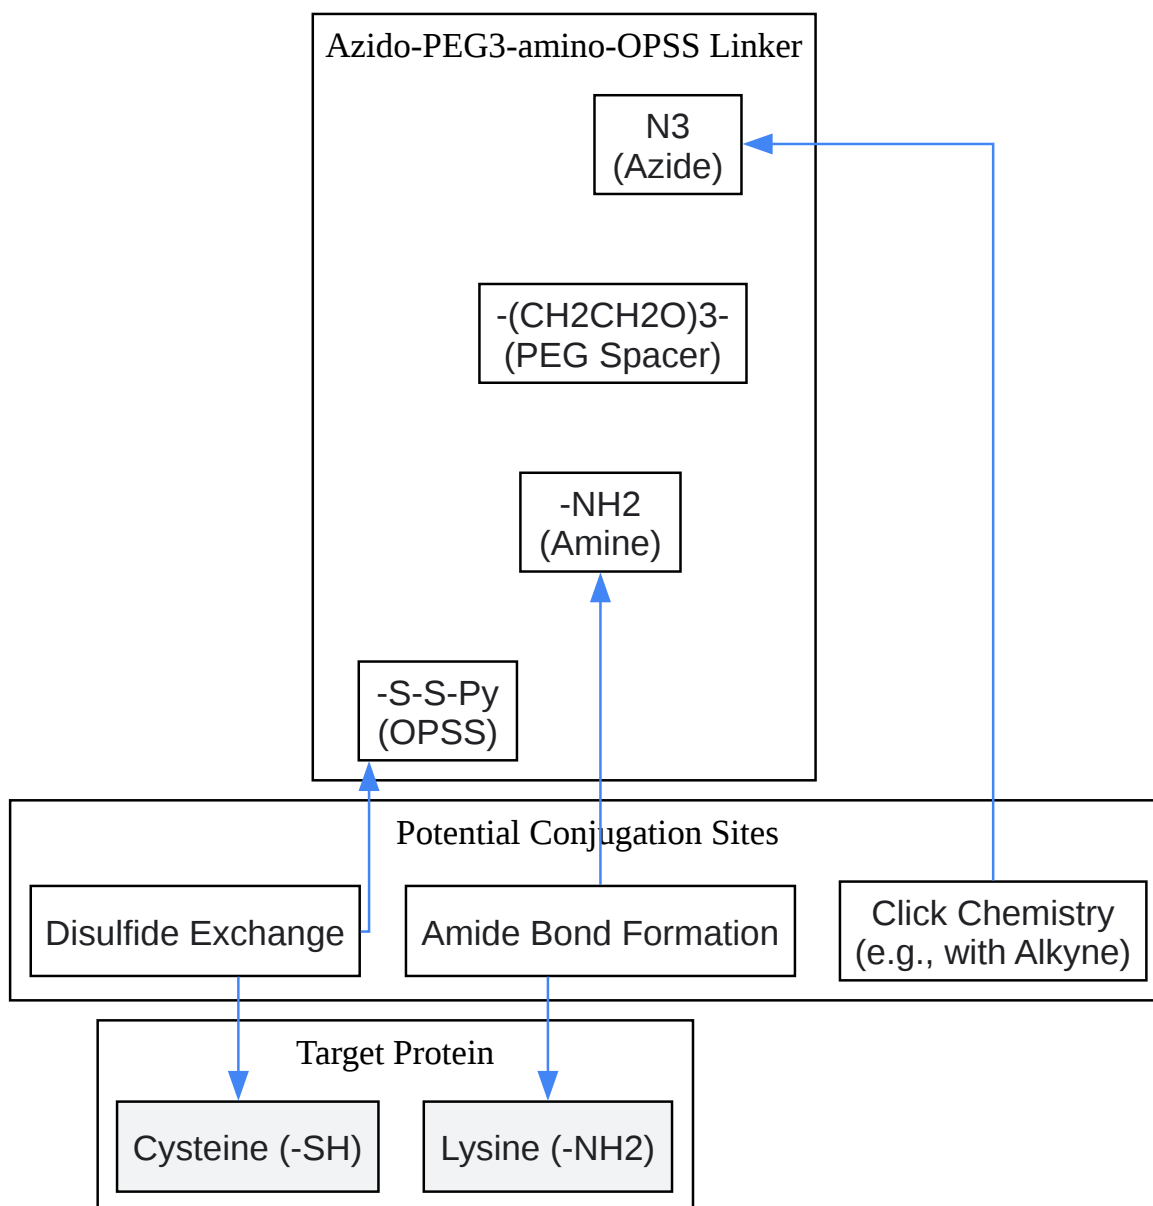 Azido-PEG3-amino-OPSS Linker
N3
(Azide)
-(CH2CH2O)3-
(PEG Spacer)
-NH2
(Amine)
-S-S-Py
(OPSS)
Potential Conjugation Sites
Disulfide Exchange
Amide Bond Formation
Click Chemistry
(e.g., with Alkyne)
Target Protein
Cysteine (-SH)
Lysine (-NH2)